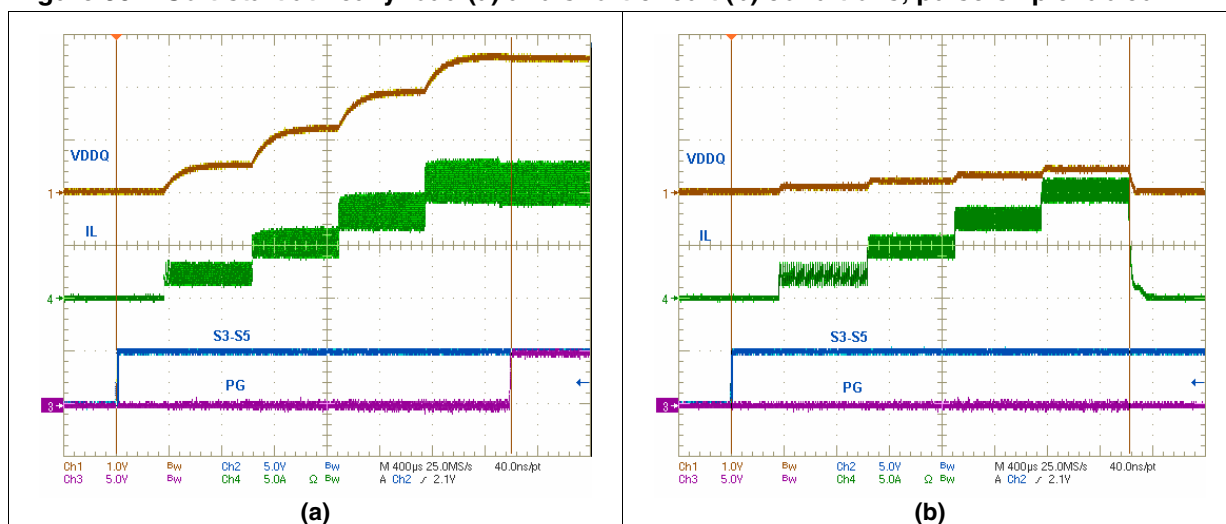 VDDQ
1
IL
4
S3-S5
PG
3
Ch1 1.0V Bw Ch2 5.0V Bw M 400µs 25.0MS/s 40.0ns/pt
Ch3 5.0V Bw Ch4 5.0A Ω Bw A Ch2 2.1V
(a)
VDDQ
1
IL
4
S3-S5
PG
3
Ch1 1.0V Bw Ch2 5.0V Bw M 400µs 25.0MS/s 40.0ns/pt
Ch3 5.0V Bw Ch4 5.0A Ω Bw A Ch2 2.1V
(b)